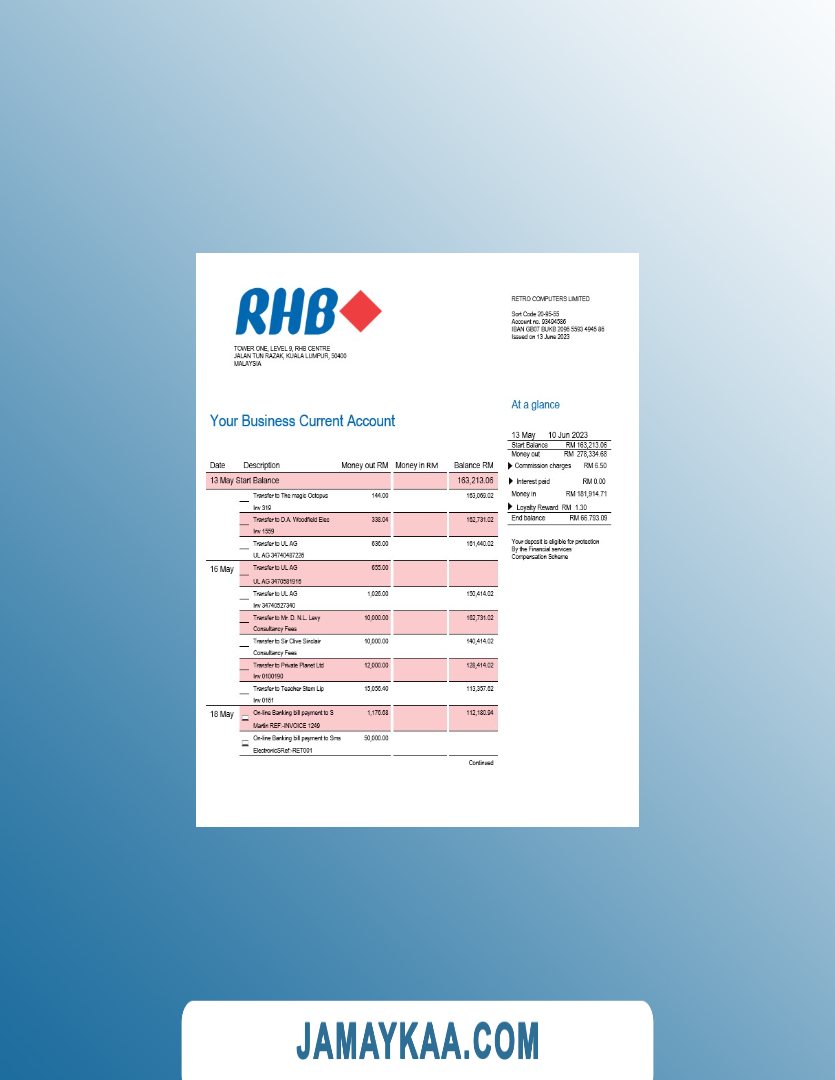 RHB
TOWER ONE, LEVEL 9, RHB CENTRE
JALAN TUN RAZAK, KUALA LUMPUR, 50400
MALAYSIA
RETRO COMPUTERS LIMITED
Sort Code 20-95-55
Account no. 93494586
IBAN GB07 BUKB 2096 5593 4945 86
Issued on 13 June 2023
Your Business Current Account
Date Description Money out RM Money in RM Balance RM
13 May Start Balance 163,213.06
Transfer to The magic Octopus 144.00 163,069.02
Inv 319
Transfer to D.A. Woodfield Elec 338.04 162,731.02
Inv 1559
Transfer to UL AG 636.00 161,440.02
UL AG 34740487226
16 May Transfer to UL AG 655.00
UL AG 3470581916
Transfer to UL AG 1,026.00 150,414.02
Inv 34740527340
Transfer to Mr. D. N.L. Levy 10,000.00 162,731.02
Consultancy Fees
Transfer to Sir Clive Sinclair 10,000.00 140,414.02
Consultancy Fees
Transfer to Private Planet Ltd 12,000.00 128,414.02
Inv 0100190
Transfer to Teacher Stem Lip 15,056.40 113,357.62
Inv 0161
18 May On-line Banking bill payment to S 1,176.68 112,180.94
Martin REF:-INVOICE 1249
On-line Banking bill payment to Sms 50,000.00
ElectronicSRef:-RET001
Continued
At a glance
13 May 10 Jun 2023
Start Balance RM 163,213.06
Money out RM 278,334.68
Commission charges RM 6.50
Interest paid RM 0.00
Money in RM 181,914.71
Loyalty Reward RM 1.30
End balance RM 66,793.09
Your deposit is eligible for protection
By the Financial services
Compensation Scheme
JAMAYKAA.COM